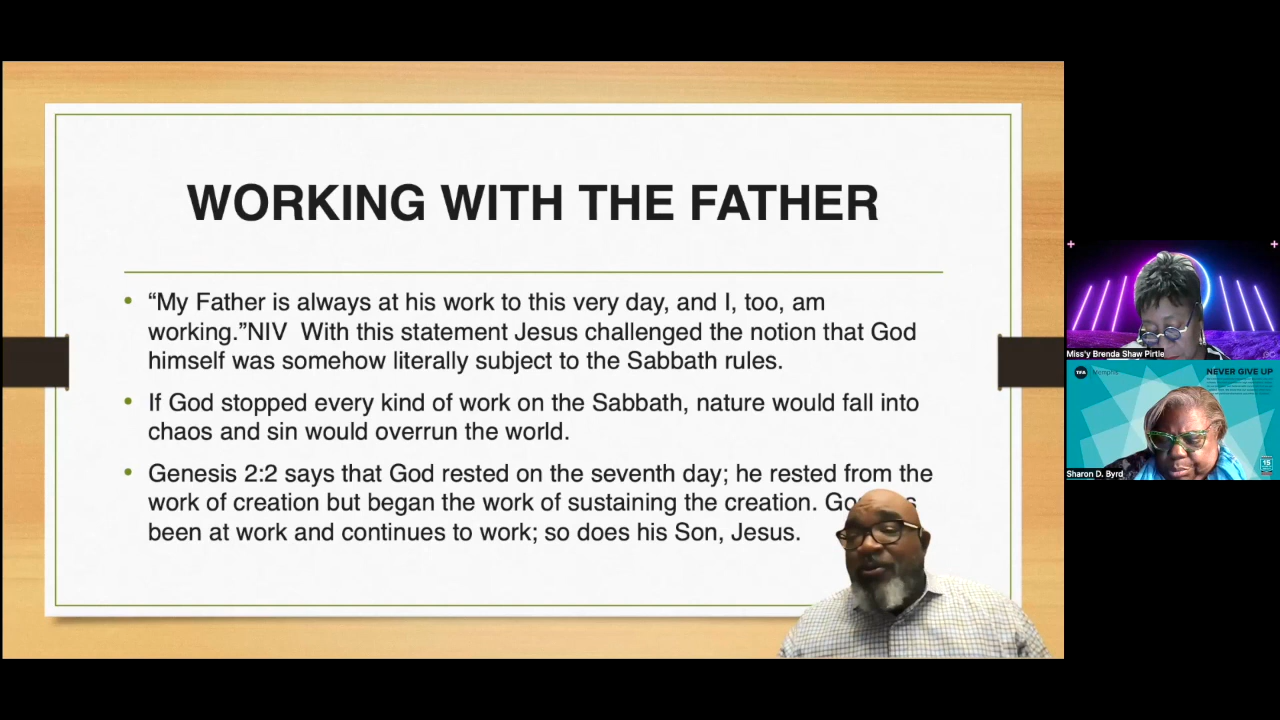 WORKING WITH THE FATHER
• “My Father is always at his work to this very day, and I, too, am
working.”NIV  With this statement Jesus challenged the notion that God
himself was somehow literally subject to the Sabbath rules.
• If God stopped every kind of work on the Sabbath, nature would fall into
chaos and sin would overrun the world.
• Genesis 2:2 says that God rested on the seventh day; he rested from the
work of creation but began the work of sustaining the creation.
been at work and continues to work; so does his Son, Jesus.
Miss'y Brenda Shaw Pirtle
TFA Memphis
NEVER GIVE UP
15
Sharon D. Byrd